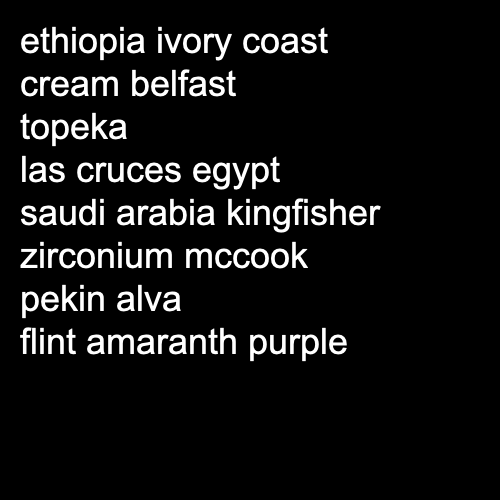 ethiopia ivory coast
cream belfast
topeka
las cruces egypt
saudi arabia kingfisher
zirconium mccook
pekin alva
flint amaranth purple